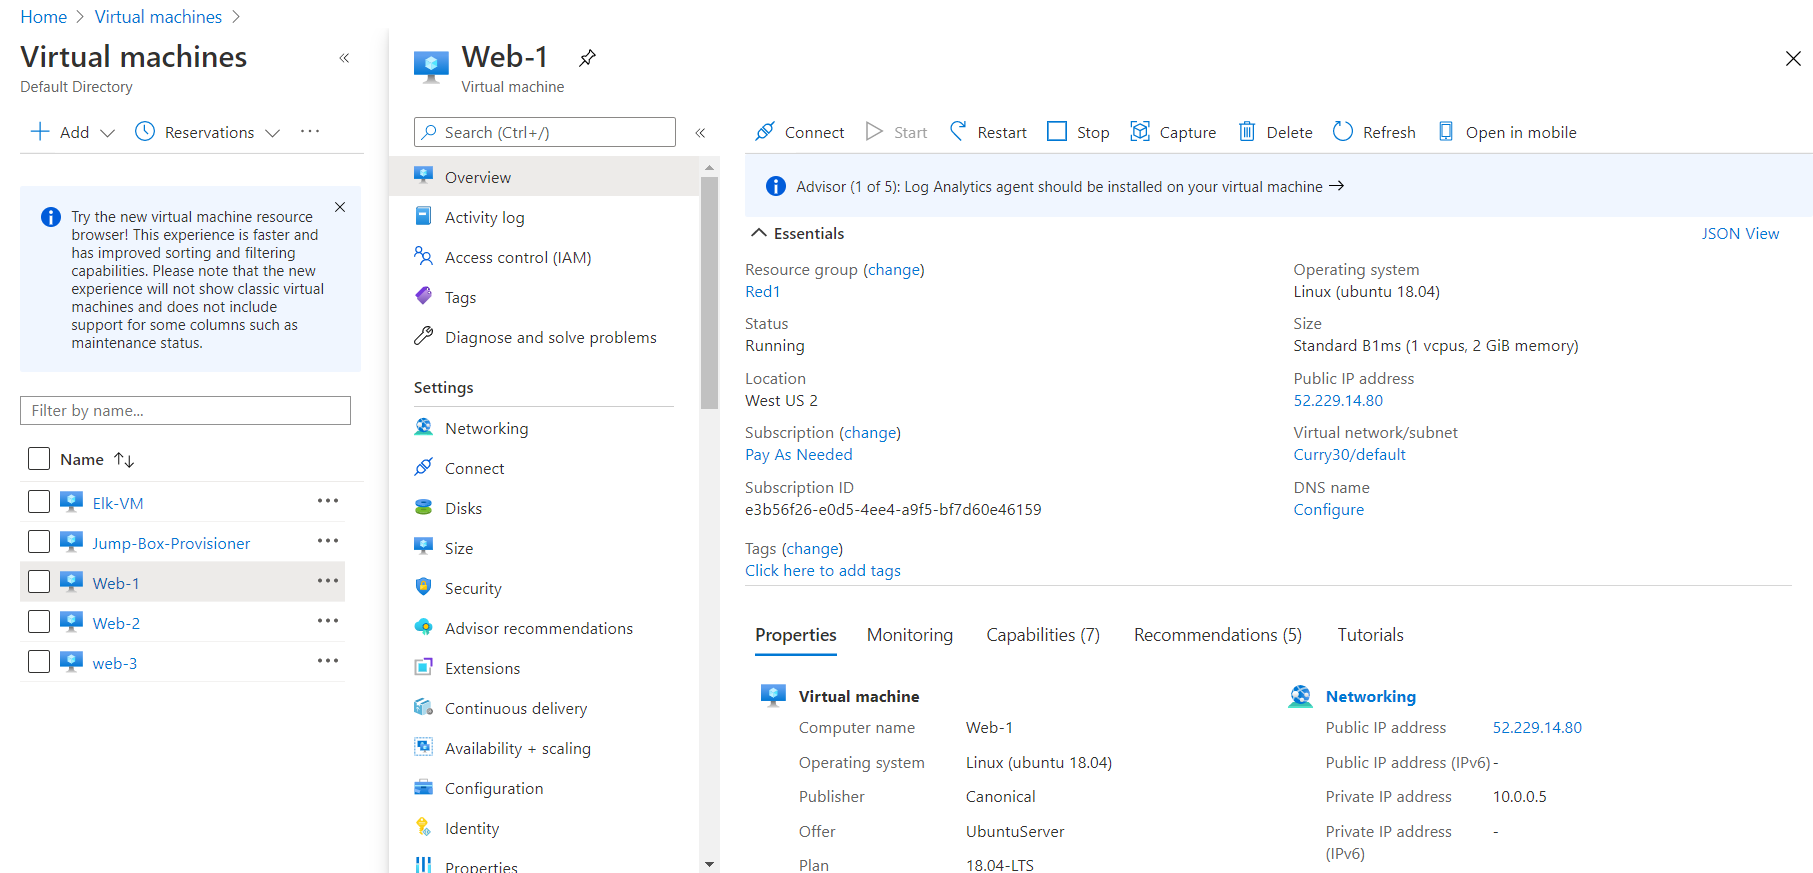 Home > Virtual machines >
Virtual machines
«
Default Directory
Add
Reservations
···
Try the new virtual machine resource
browser! This experience is faster and
has improved sorting and filtering
capabilities. Please note that the new
experience will not show classic virtual
machines and does not include
support for some columns such as
maintenance status.
Filter by name...
Name ↑↓
Elk-VM
Jump-Box-Provisioner
Web-1
Web-2
web-3
Web-1
Virtual machine
Search (Ctrl+/)
«
Overview
Activity log
Access control (IAM)
Tags
Diagnose and solve problems
Settings
Networking
Connect
Disks
Size
Security
Advisor recommendations
Extensions
Continuous delivery
Availability + scaling
Configuration
Identity
Properties
Connect
Start
Restart
Stop
Capture
Delete
Refresh
Open in mobile
Advisor (1 of 5): Log Analytics agent should be installed on your virtual machine →
Essentials
JSON View
Resource group (change)
Red1
Status
Running
Location
West US 2
Subscription (change)
Pay As Needed
Subscription ID
e3b56f26-e0d5-4ee4-a9f5-bf7d60e46159
Tags (change)
Click here to add tags
Operating system
Linux (ubuntu 18.04)
Size
Standard B1ms (1 vcpus, 2 GiB memory)
Public IP address
52.229.14.80
Virtual network/subnet
Curry30/default
DNS name
Configure
Properties
Monitoring
Capabilities (7)
Recommendations (5)
Tutorials
Virtual machine
Computer name Web-1
Operating system Linux (ubuntu 18.04)
Publisher Canonical
Offer UbuntuServer
Plan 18.04-LTS
Networking
Public IP address 52.229.14.80
Public IP address (IPv6) -
Private IP address 10.0.0.5
Private IP address -
(IPv6)